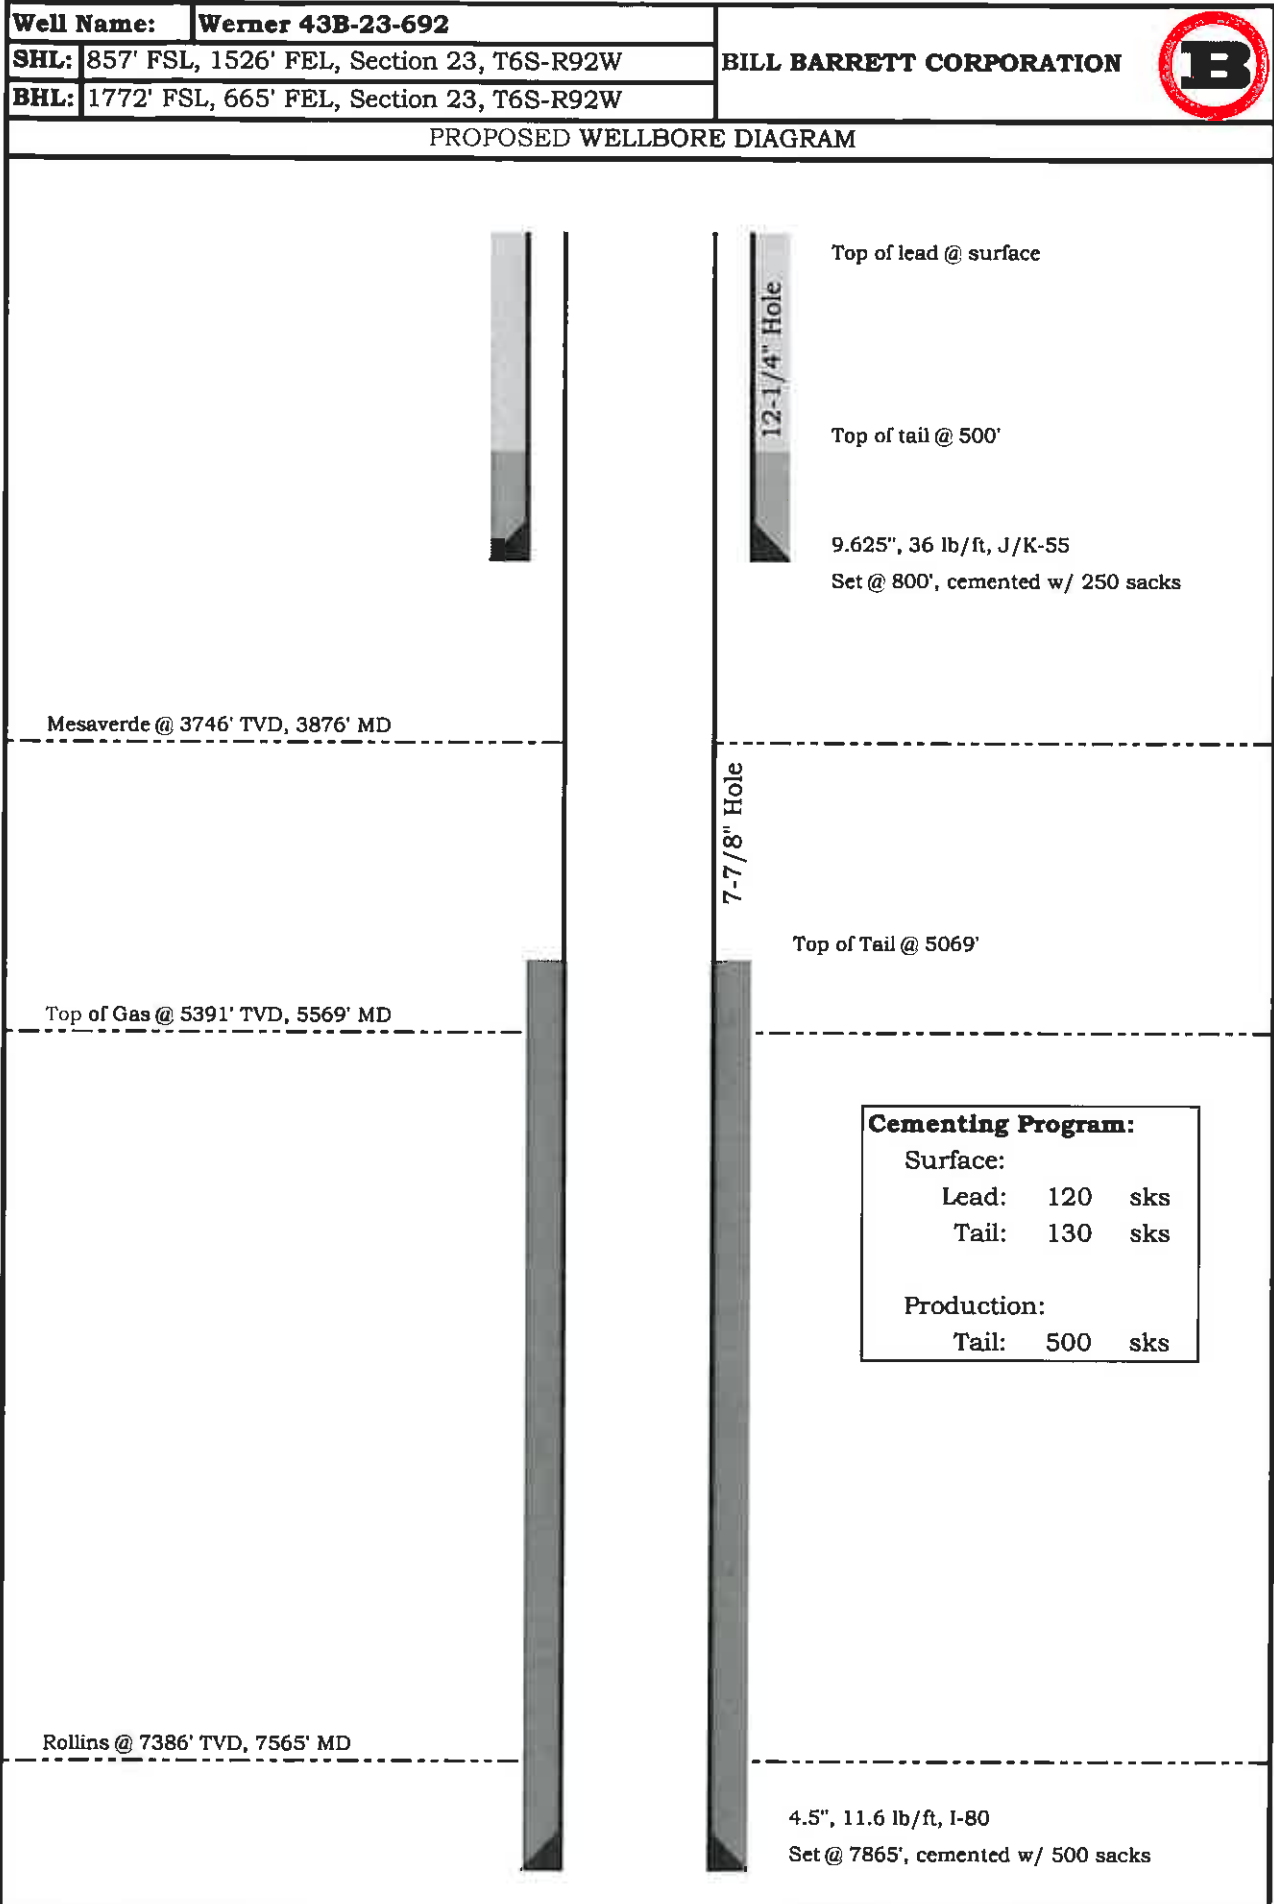 Well Name: Werner 43B-23-692
SHL: 857' FSL, 1526' FEL, Section 23, T6S-R92W
BHL: 1772' FSL, 665' FEL, Section 23, T6S-R92W
BILL BARRETT CORPORATION
B
PROPOSED WELLBORE DIAGRAM
Top of lead @ surface
12-1/4" Hole
Top of tail @ 500'
9.625", 36 lb/ft, J/K-55
Set @ 800', cemented w/ 250 sacks
Mesaverde @ 3746' TVD, 3876' MD
7-7/8" Hole
Top of Tail @ 5069'
Top of Gas @ 5391' TVD, 5569' MD
Cementing Program:
Surface:
Lead: 120 sks
Tail: 130 sks
Production:
Tail: 500 sks
Rollins @ 7386' TVD, 7565' MD
4.5", 11.6 lb/ft, I-80
Set @ 7865', cemented w/ 500 sacks